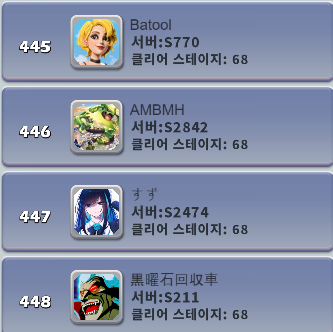 445
Batool
서버:S770
클리어 스테이지: 68
446
AMBMH
서버:S2842
클리어 스테이지: 68
447
すず
서버:S2474
클리어 스테이지: 68
448
黒曜石回収車
서버:S211
클리어 스테이지: 68